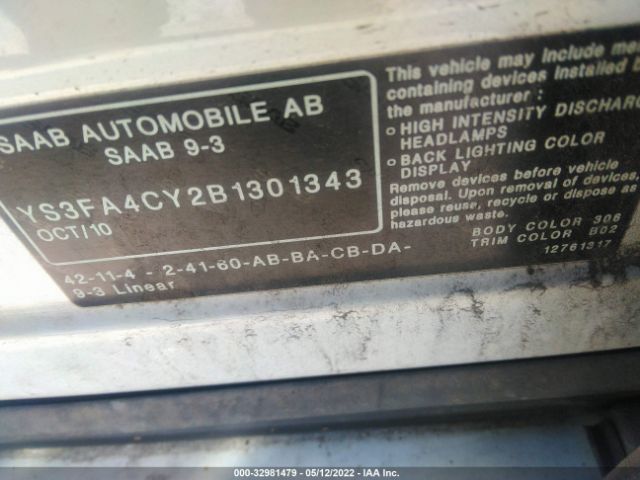 SAAB AUTOMOBILE AB
SAAB 9-3
YS3FA4CY2B1301343
OCT/10
42-11-4 - 2-41-60-AB-BA-CB-DA-
9-3 Linear
This vehicle may include
containing devices installed
the manufacturer :
o HIGH INTENSITY
HEADLAMPS
o BACK LIGHTING COLOR
DISPLAY
Remove devices before vehicle
disposal. Upon removal of devices,
please reuse, recycle or dispose as
hazardous waste.
BODY COLOR 306
TRIM COLOR B02
12761317
000-32981479 - 05/12/2022 - IAA Inc.